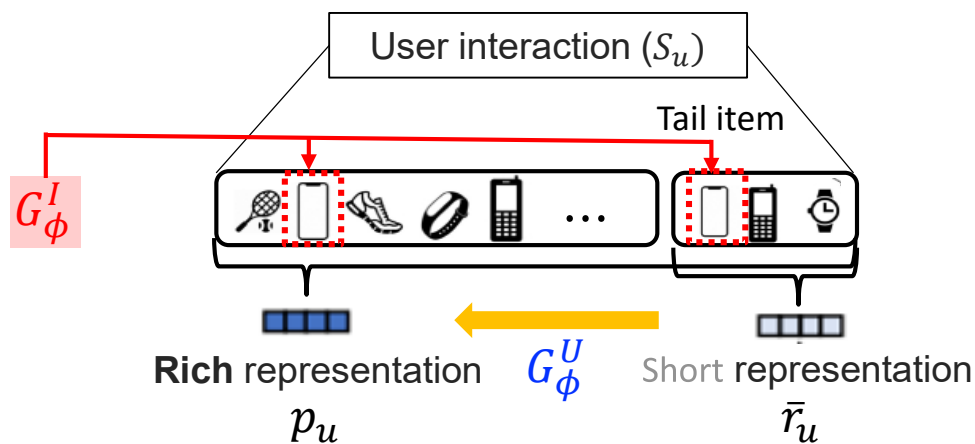 User interaction (S_u)
Tail item
G_ϕ^I
...
G_ϕ^U
Rich representation
Short representation
p_u
r̄_u